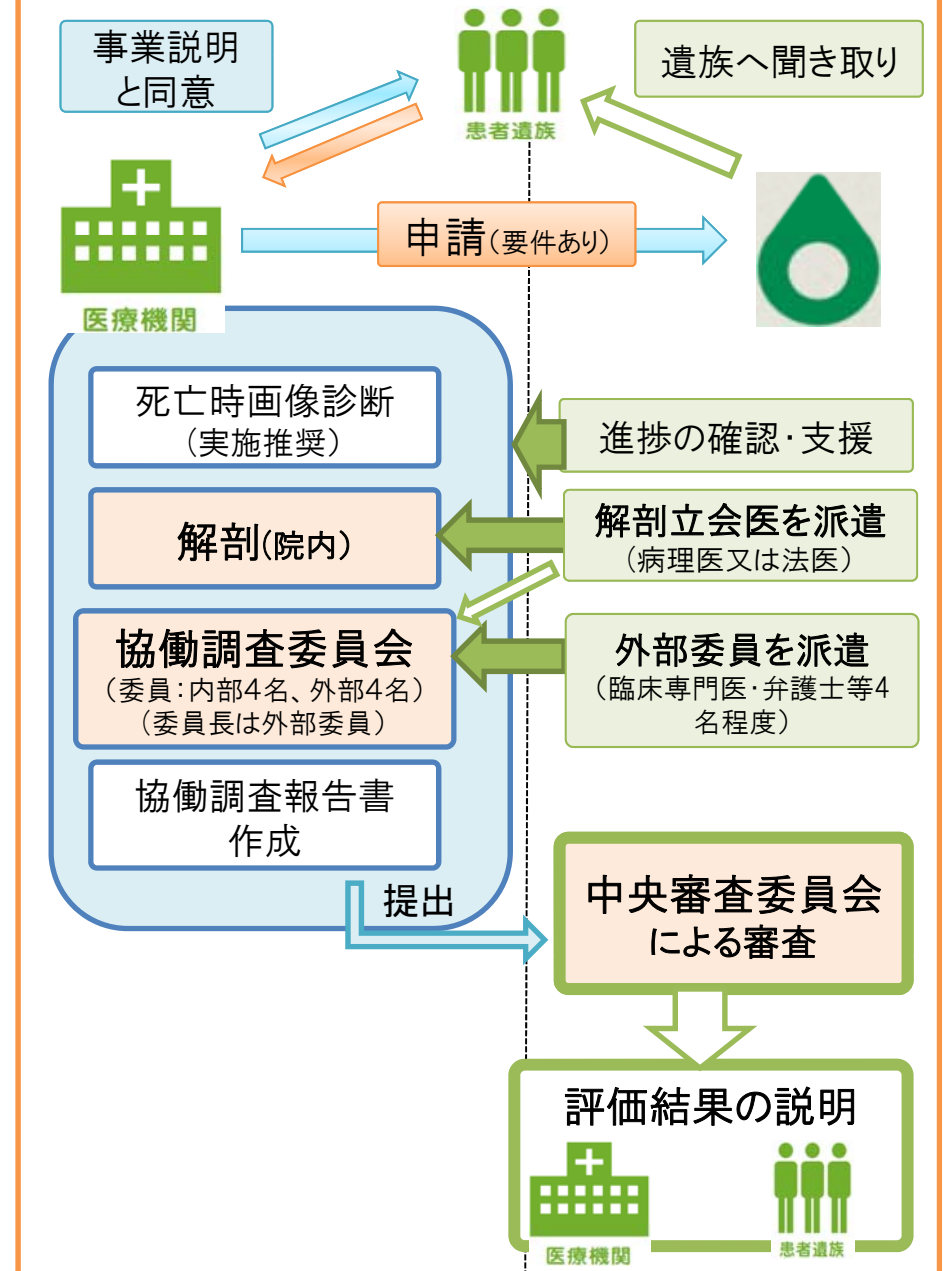 事業説明
と同意
患者遺族
遺族へ聞き取り
医療機関
申請(要件あり)
死亡時画像診断
(実施推奨)
進捗の確認・支援
解剖(院内)
解剖立会医を派遣
(病理医又は法医)
協働調査委員会
(委員:内部4名、外部4名)
(委員長は外部委員)
外部委員を派遣
(臨床専門医・弁護士等4
名程度)
協働調査報告書
作成
提出
中央審査委員会
による審査
評価結果の説明
医療機関
患者遺族